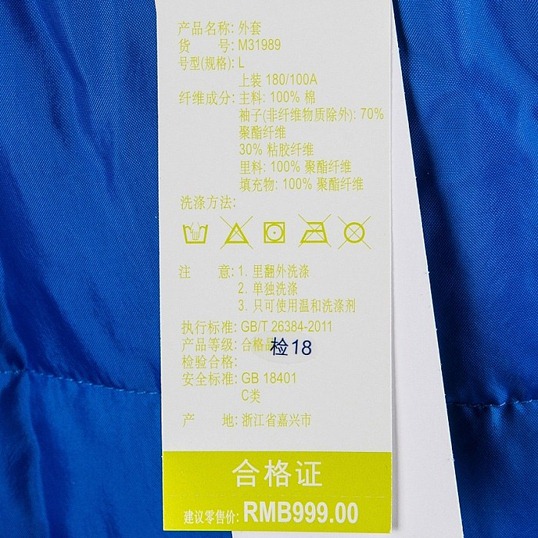 产品名称: 外套
货 号: M31989
号型(规格): L
上装 180/100A
纤维成分: 主料: 100% 棉
袖子(非纤维物质除外): 70%
聚酯纤维
30% 粘胶纤维
里料: 100% 聚酯纤维
填充物: 100% 聚酯纤维
洗涤方法:
注 意: 1. 里翻外洗涤
2. 单独洗涤
3. 只可使用温和洗涤剂
执行标准: GB/T 26384-2011
产品等级: 合格品
检验合格: 检18
安全标准: GB 18401
C类
产 地: 浙江省嘉兴市
合格证
建议零售价: RMB999.00